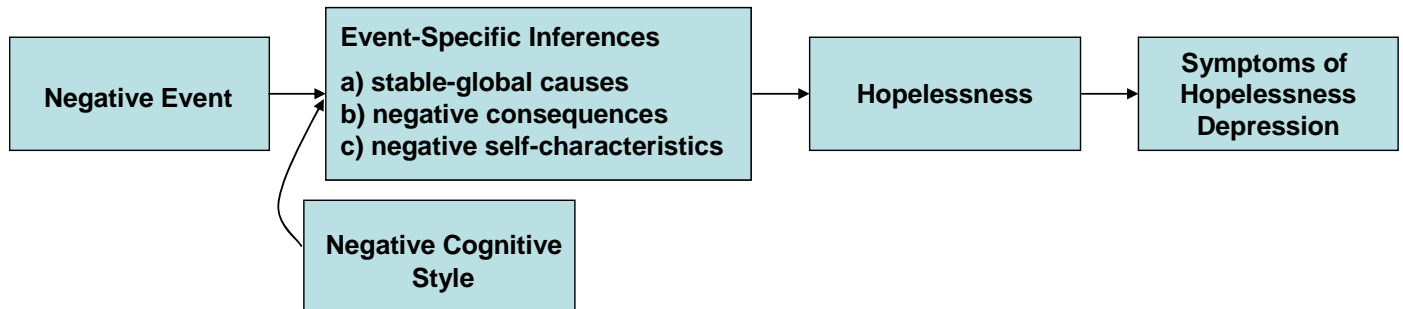 Negative Event
Event-Specific Inferences
a) stable-global causes
b) negative consequences
c) negative self-characteristics
Hopelessness
Symptoms of
Hopelessness
Depression
Negative Cognitive
Style